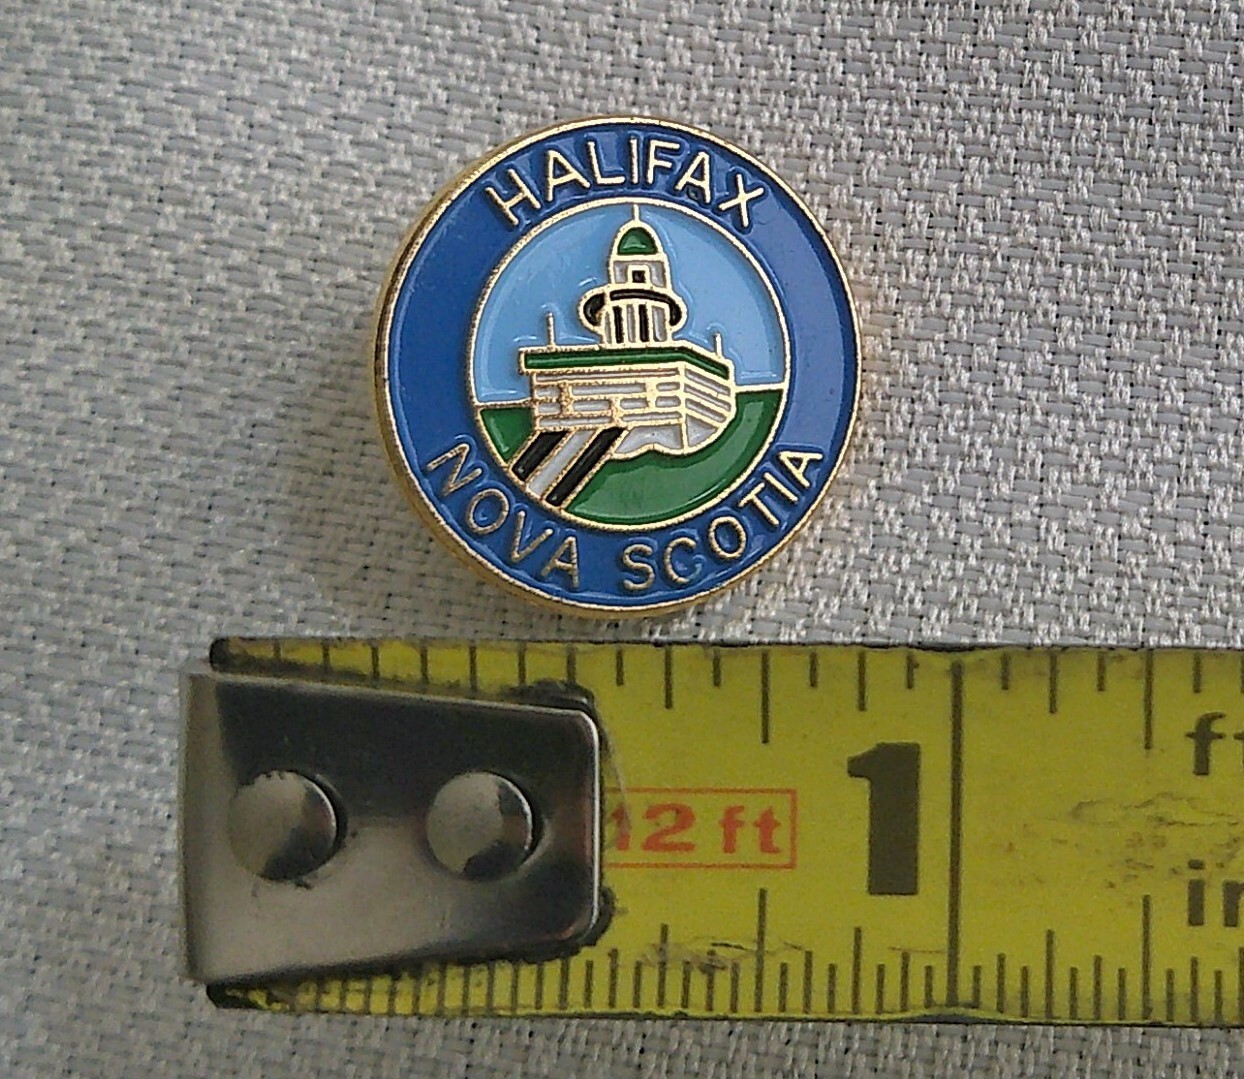 HALIFAX
NOVA SCOTIA
12 ft
1
ft
in